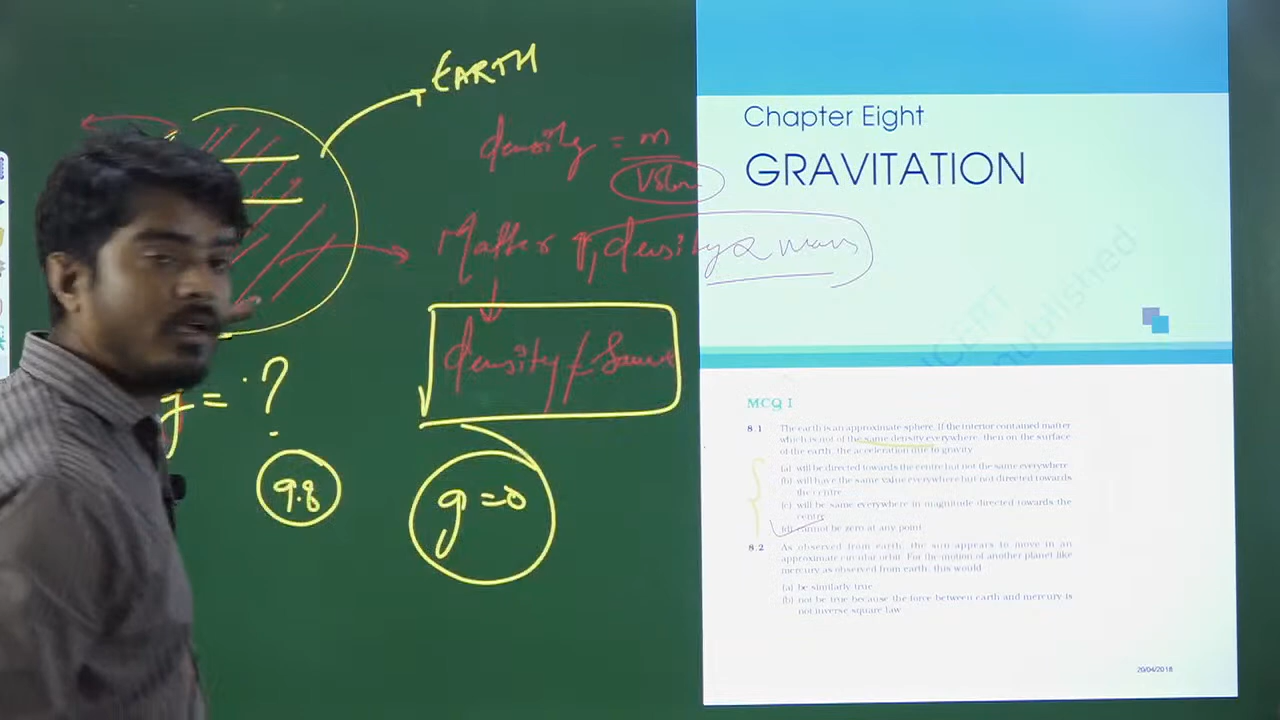 EARTH
density = m
Matter ↑, density ∝ mass
density ≠ Same
g = ?
9.8
g = 0
Chapter Eight
GRAVITATION
MCQ I
8.1 The earth is an approximate sphere. If the interior contained matter
which is not of the same density everywhere, then on the surface
of the earth, the acceleration due to gravity
(a) will be directed towards the centre but not the same everywhere
(b) will have the same value everywhere but not directed towards
the centre
(c) will be same everywhere in magnitude directed towards the
centre
(d) cannot be zero at any point
8.2 As observed from earth, the sun appears to move in an
approximate circular orbit. For the motion of another planet like
mercury as observed from earth, this would
(a) be similarly true
(b) not be true because the force between earth and mercury is
not inverse square law
20/04/2018